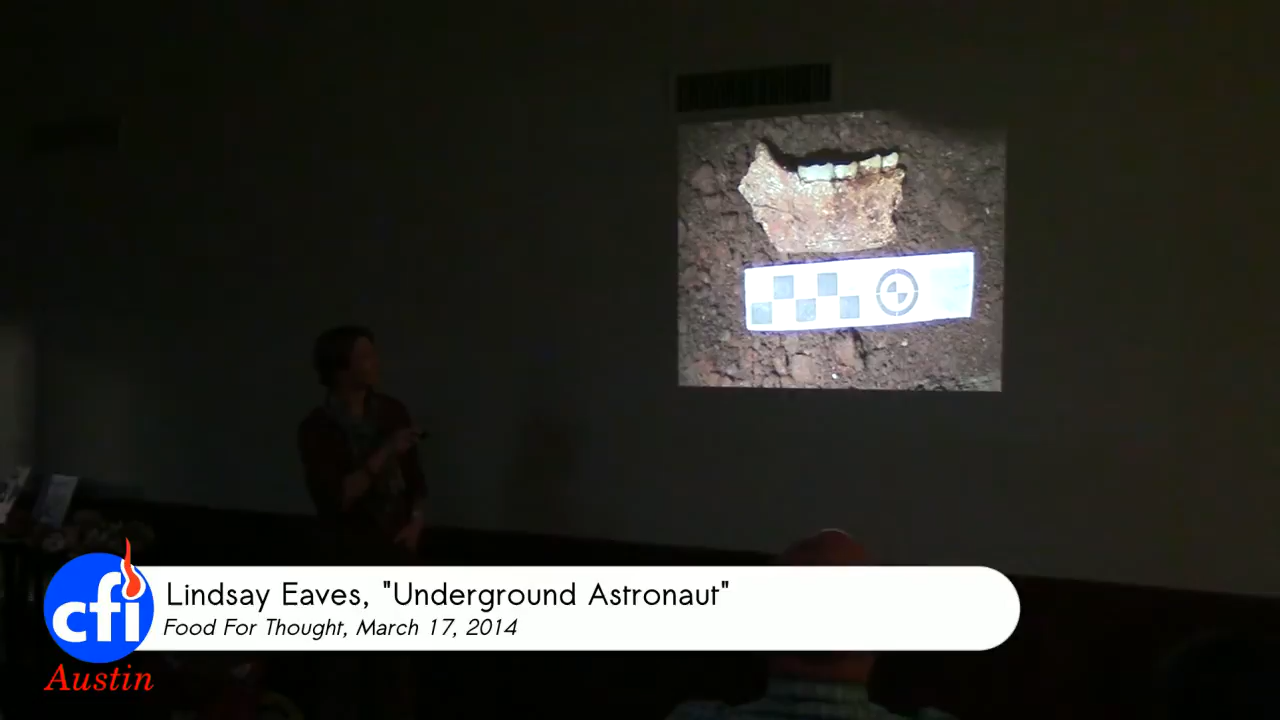 Lindsay Eaves, "Underground Astronaut"
Food For Thought, March 17, 2014
cfi
Austin